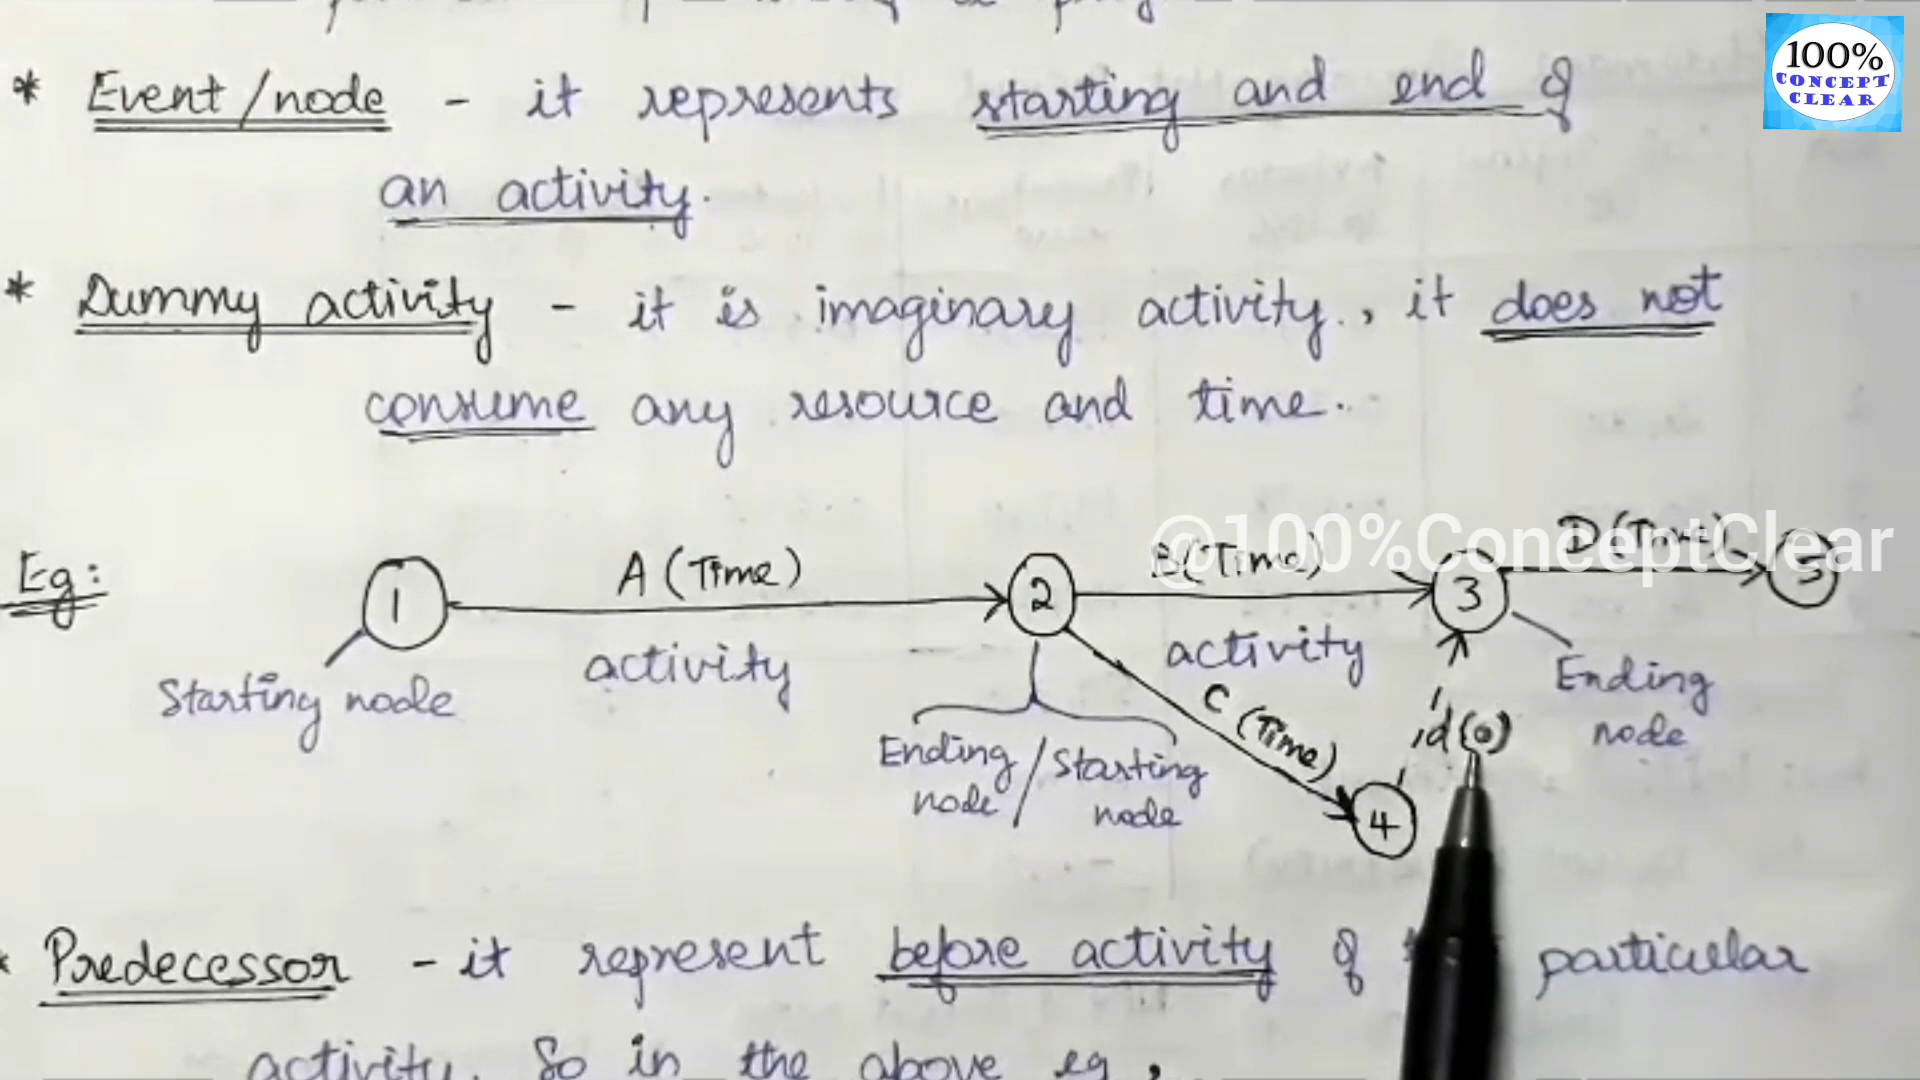 * Event/node - it represents starting and end of
an activity.
* Dummy activity - it is imaginary activity, it does not
consume any resource and time.
Eg:
1
A (Time)
activity
Starting node
2
Ending node / Starting node
B (Time)
activity
C (Time)
3
Ending node
D (Time)
5
d(0)
4
* Predecessor - it represent before activity of particular
activity. So in the above eg,
100%
CONCEPT
CLEAR
@100%ConceptClear